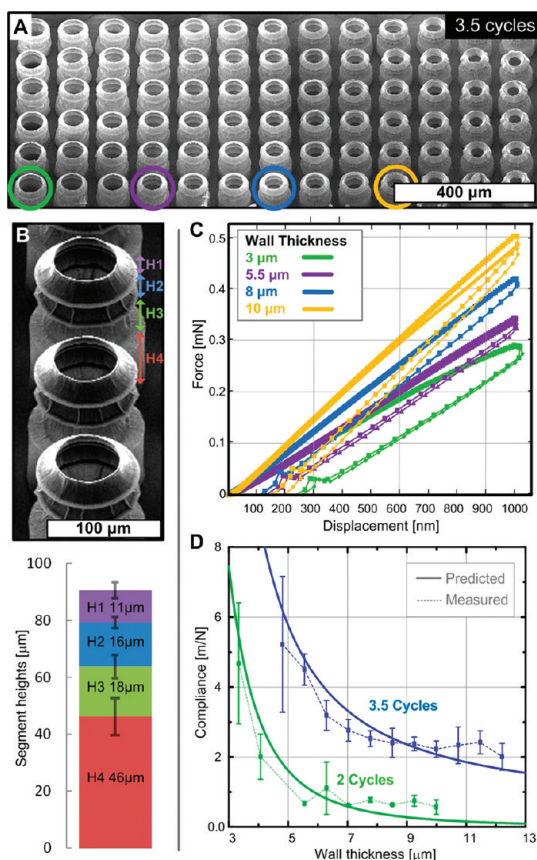 A
3.5 cycles
400 µm
B
H1
H2
H3
H4
100 µm
100
80
60
40
20
0
Segment heights [µm]
H1 11µm
H2 16µm
H3 18µm
H4 46µm
C
Wall Thickness
3 µm
5.5 µm
8 µm
10 µm
0.5
0.4
0.3
0.2
0.1
0
Force [mN]
100 200 300 400 500 600 700 800 900 1000
Displacement [nm]
D
8
6
4
2
0.0
Compliance [m/N]
Predicted
Measured
3.5 Cycles
2 Cycles
3 5 7 9 11 13
Wall thickness [µm]